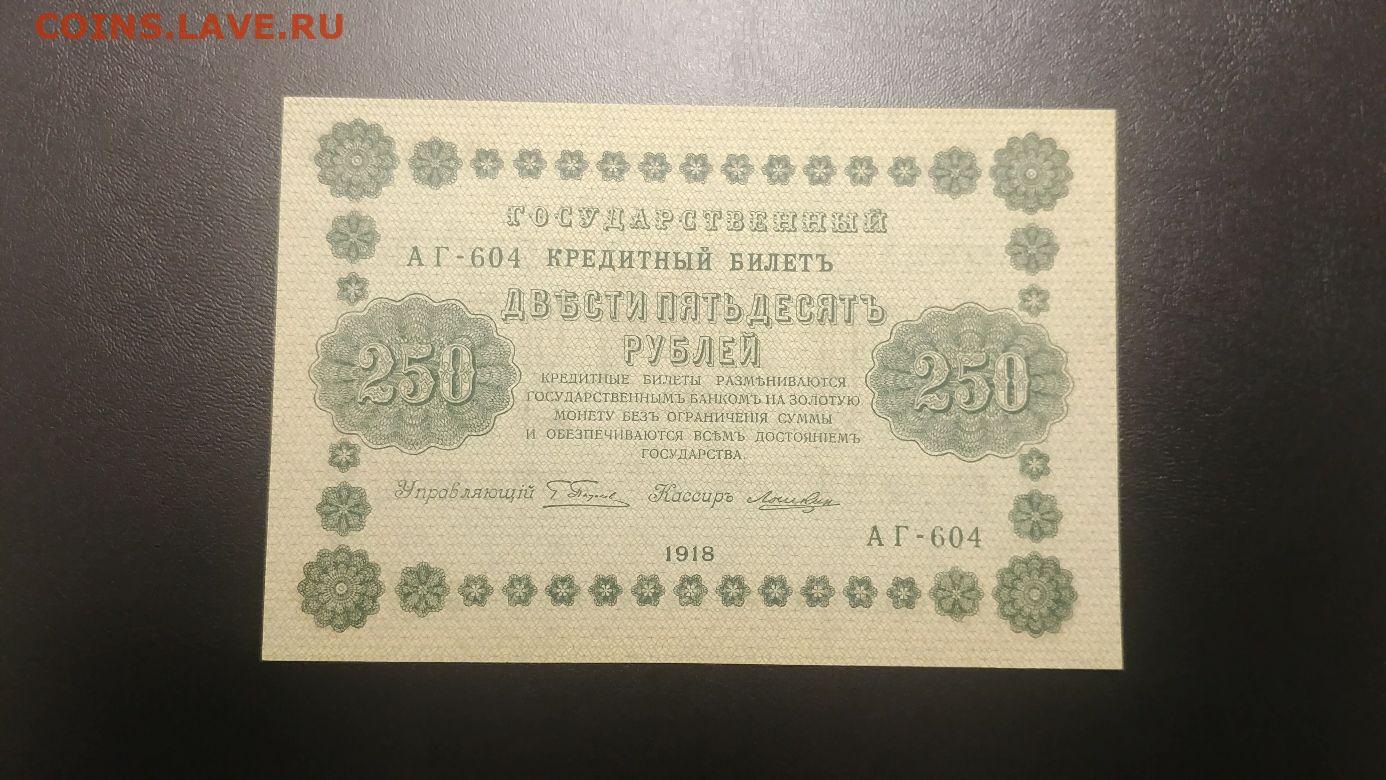 COINS.LAVE.RU
ГОСУДАРСТВЕННЫЙ
АГ-604 КРЕДИТНЫЙ БИЛЕТЪ
ДВѢСТИ ПЯТЬДЕСЯТЪ
РУБЛЕЙ
250 250
КРЕДИТНЫЕ БИЛЕТЫ РАЗМѢНИВАЮТСЯ
ГОСУДАРСТВЕННЫМЪ БАНКОМЪ НА ЗОЛОТУЮ
МОНЕТУ БЕЗЪ ОГРАНИЧЕНІЯ СУММЫ
И ОБЕЗПЕЧИВАЮТСЯ ВСѢМЪ ДОСТОЯНІЕМЪ
ГОСУДАРСТВА.
Управляющій Кассиръ Лошкин
АГ-604
1918